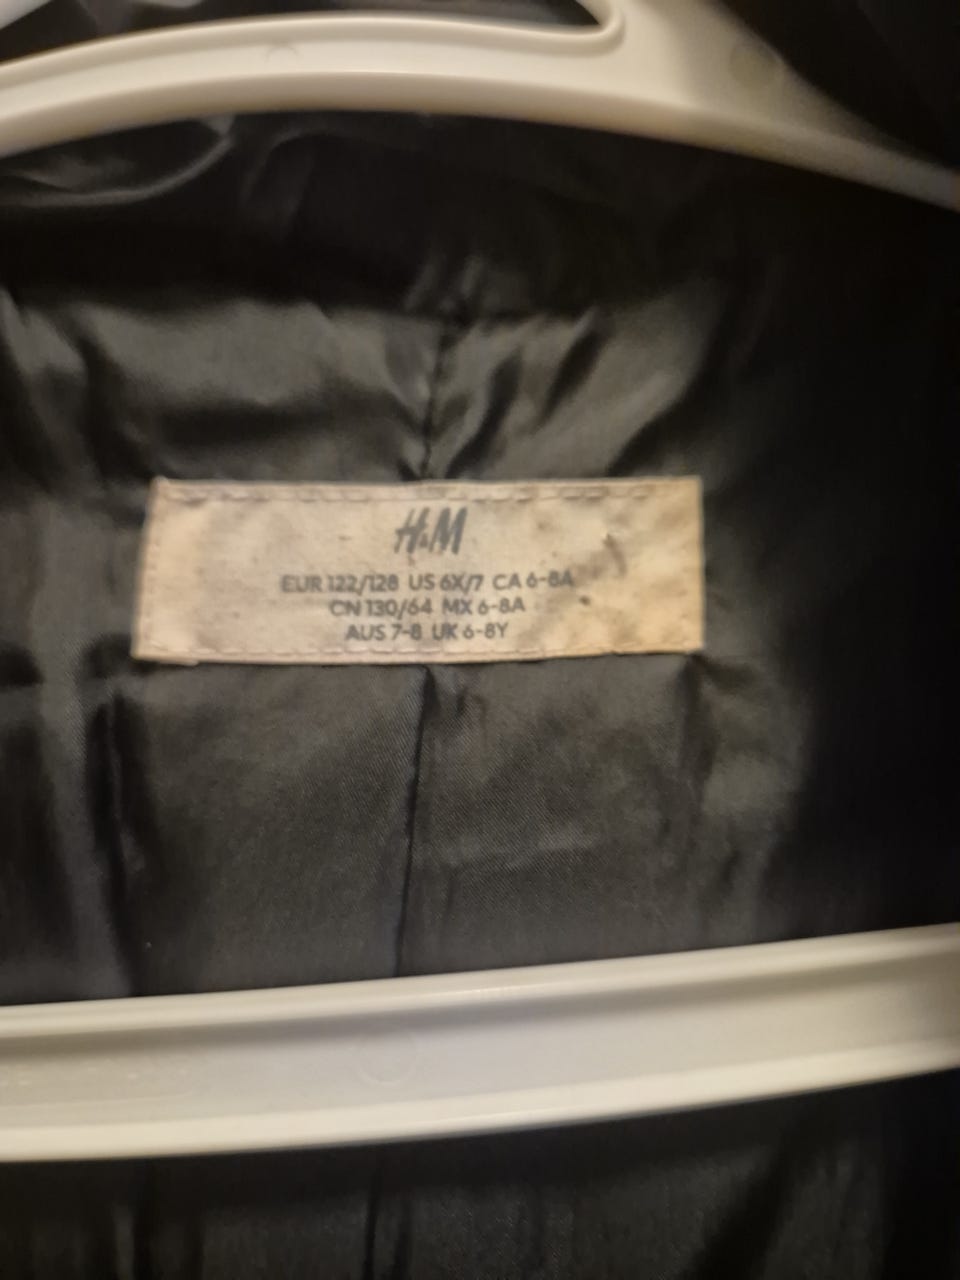 H&M
EUR 122/128 US 6X/7 CA 6-8A
CN 130/64 MX 6-8A
AUS 7-8 UK 6-8Y